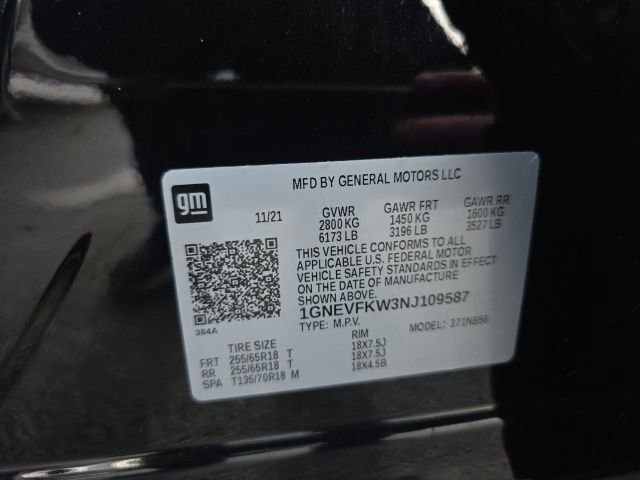 MFD BY GENERAL MOTORS LLC
gm
11/21 GVWR GAWR FRT GAWR RR
2800 KG 1450 KG 1600 KG
6173 LB 3196 LB 3527 LB
THIS VEHICLE CONFORMS TO ALL
APPLICABLE U.S. FEDERAL MOTOR
VEHICLE SAFETY STANDARDS IN EFFECT
ON THE DATE OF MANUFACTURE
1GNEVFKW3NJ109587
384A
TYPE: M.P.V. MODEL: 371NB56
TIRE SIZE RIM
FRT 255/65R18 T 18X7.5J
RR 255/65R18 T 18X7.5J
SPA T135/70R18 M 18X4.5B